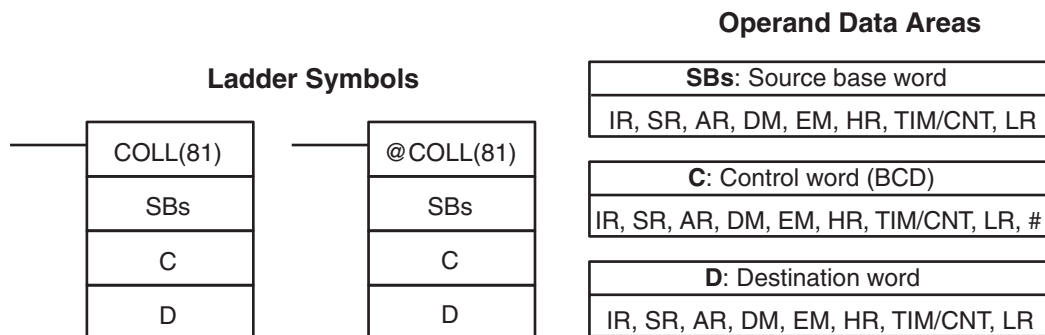 Ladder Symbols
COLL(81)
SBs
C
D
@COLL(81)
SBs
C
D
Operand Data Areas
SBs: Source base word
IR, SR, AR, DM, EM, HR, TIM/CNT, LR
C: Control word (BCD)
IR, SR, AR, DM, EM, HR, TIM/CNT, LR, #
D: Destination word
IR, SR, AR, DM, EM, HR, TIM/CNT, LR